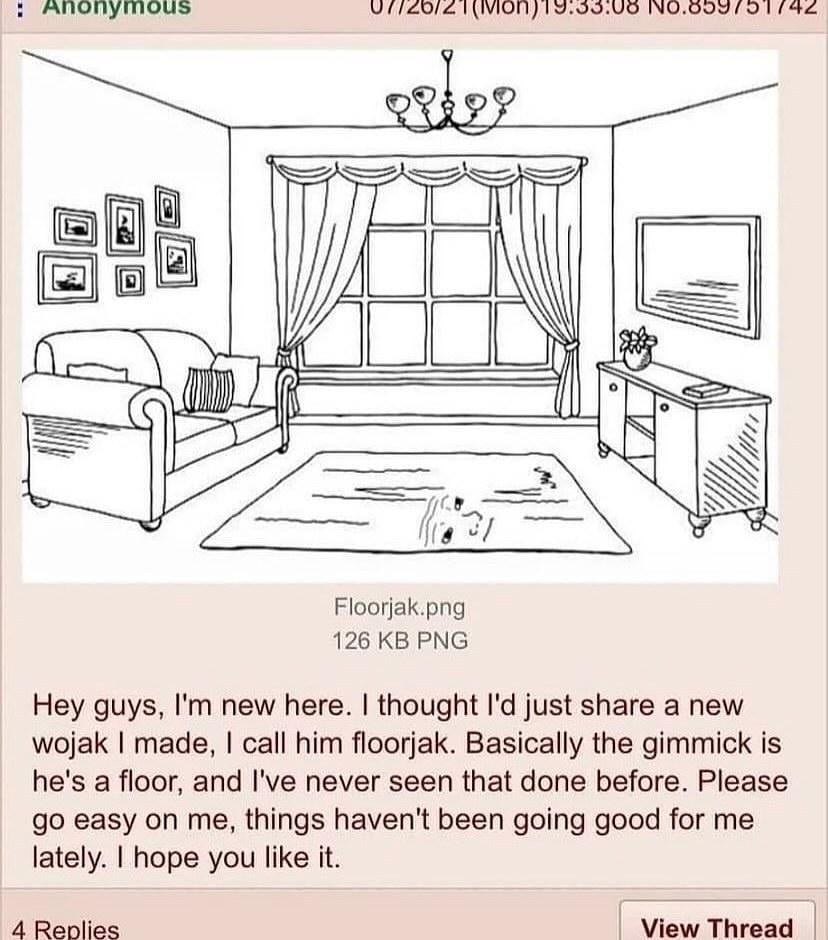 Anonymous 07/26/21(Mon)19:33:08 No.859751742
Floorjak.png
126 KB PNG
Hey guys, I'm new here. I thought I'd just share a new
wojak I made, I call him floorjak. Basically the gimmick is
he's a floor, and I've never seen that done before. Please
go easy on me, things haven't been going good for me
lately. I hope you like it.
4 Replies
View Thread